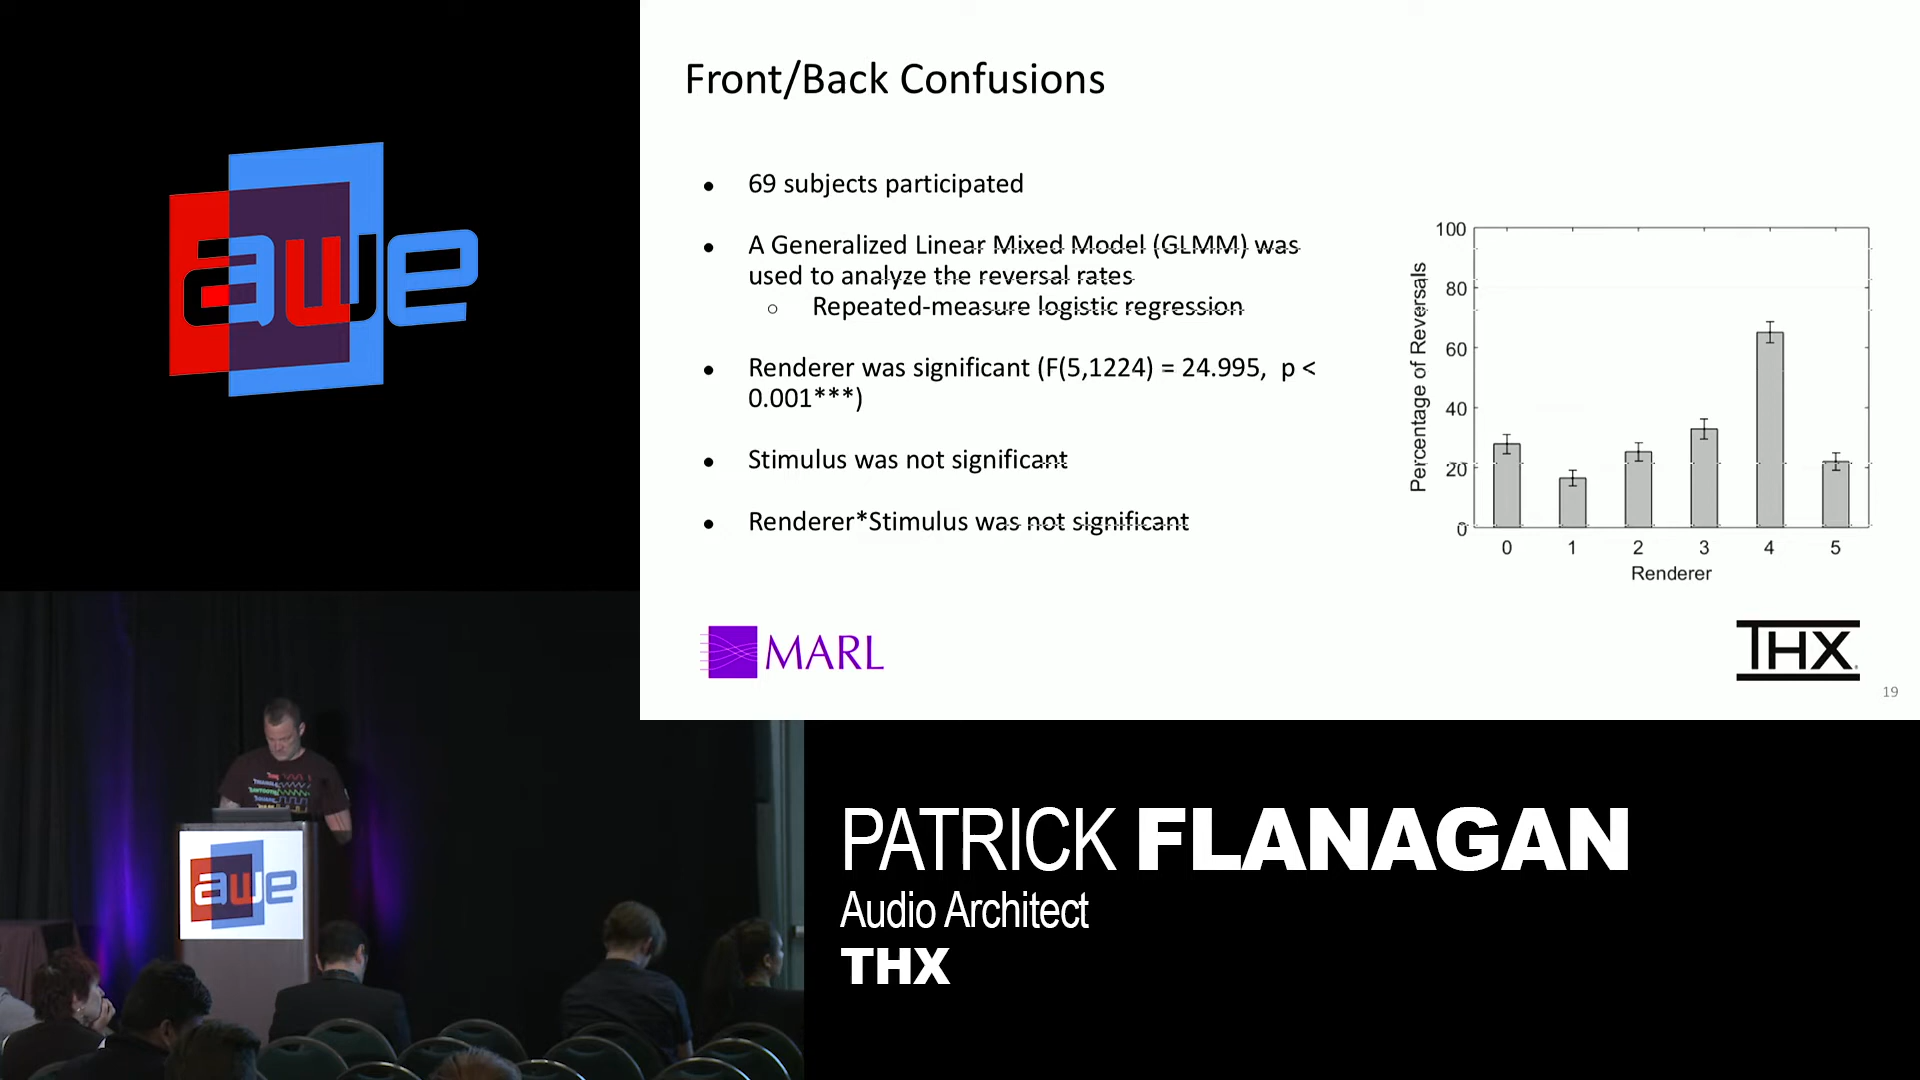 awe
Front/Back Confusions
● 69 subjects participated
● A Generalized Linear Mixed Model (GLMM) was
used to analyze the reversal rates
○ Repeated-measure logistic regression
● Renderer was significant (F(5,1224) = 24.995, p <
0.001***)
● Stimulus was not significant
● Renderer*Stimulus was not significant
Percentage of Reversals
100
80
60
40
20
0
0 1 2 3 4 5
Renderer
MARL
THX
19
awe
PATRICK FLANAGAN
Audio Architect
THX